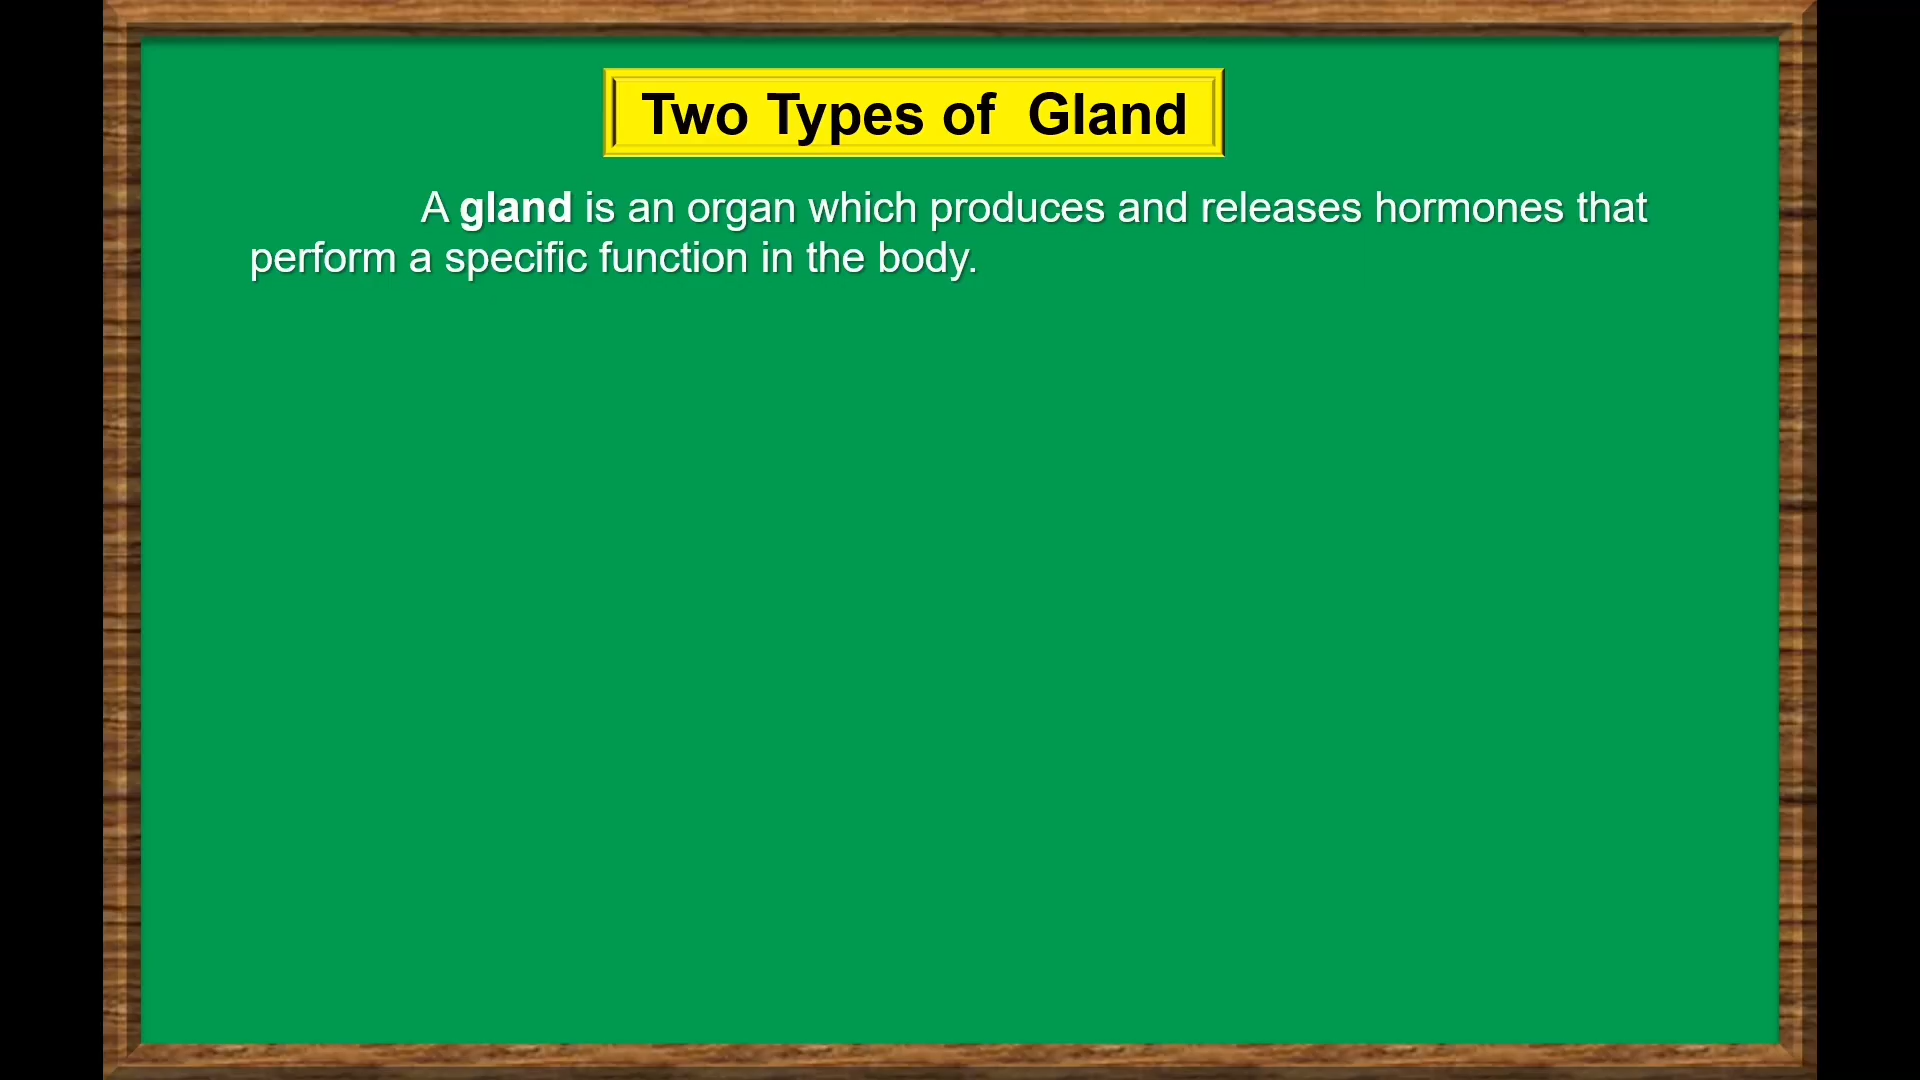 Two Types of  Gland
A gland is an organ which produces and releases hormones that
perform a specific function in the body.